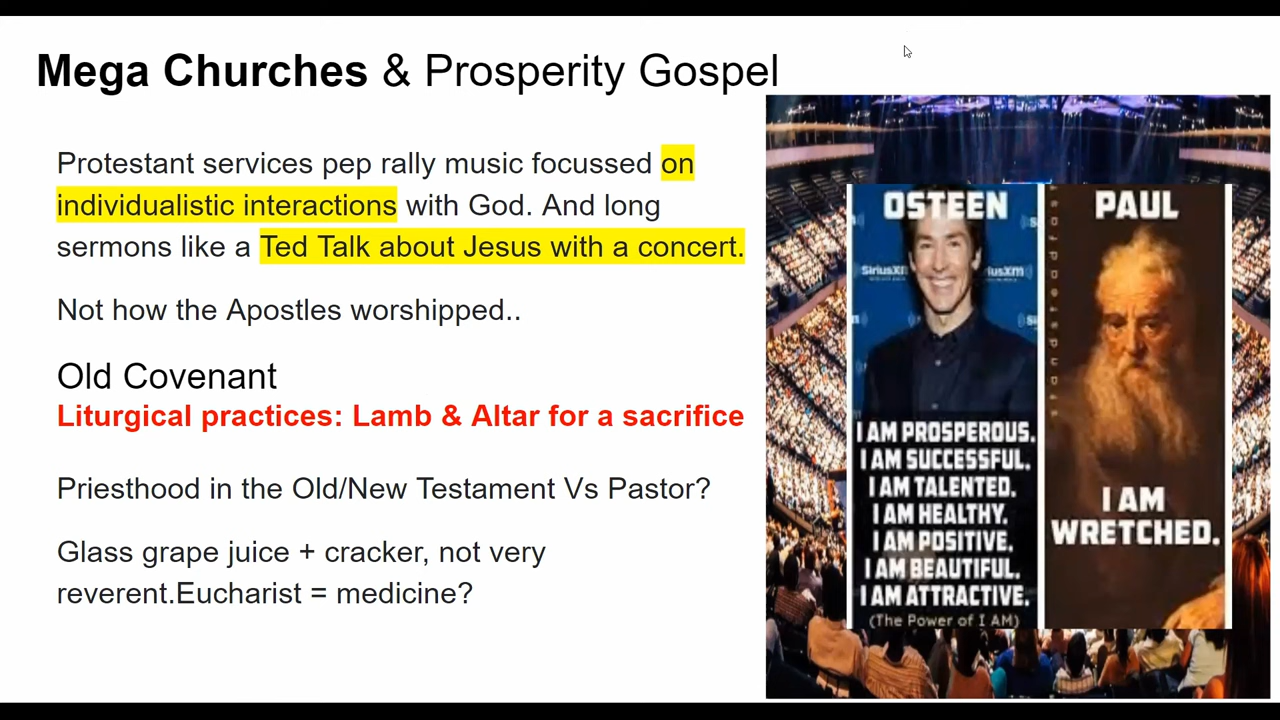 Mega Churches & Prosperity Gospel
Protestant services pep rally music focussed on
individualistic interactions with God. And long
sermons like a Ted Talk about Jesus with a concert.
Not how the Apostles worshipped..
Old Covenant
Liturgical practices: Lamb & Altar for a sacrifice
Priesthood in the Old/New Testament Vs Pastor?
Glass grape juice + cracker, not very
reverent.Eucharist = medicine?
OSTEEN
SiriusXM
iusxm
I AM PROSPEROUS.
I AM SUCCESSFUL.
I AM TALENTED.
I AM HEALTHY.
I AM POSITIVE.
I AM BEAUTIFUL.
I AM ATTRACTIVE.
(The Power of I AM)
PAUL
I AM
WRETCHED.